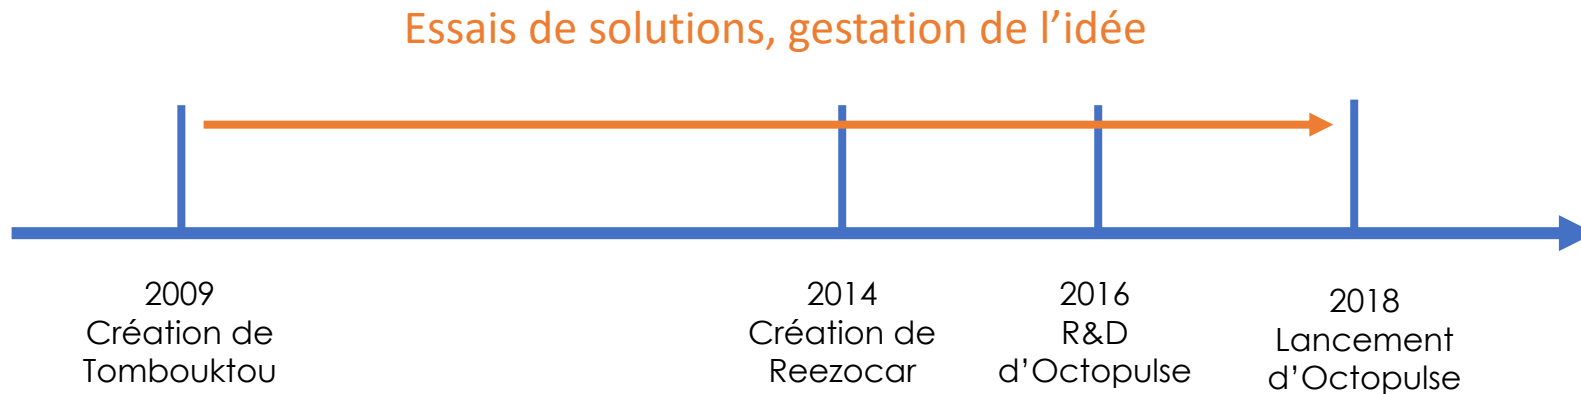 Essais de solutions, gestation de l’idée
2009
Création de
Tombouktou
2014
Création de
Reezocar
2016
R&D
d’Octopulse
2018
Lancement
d’Octopulse